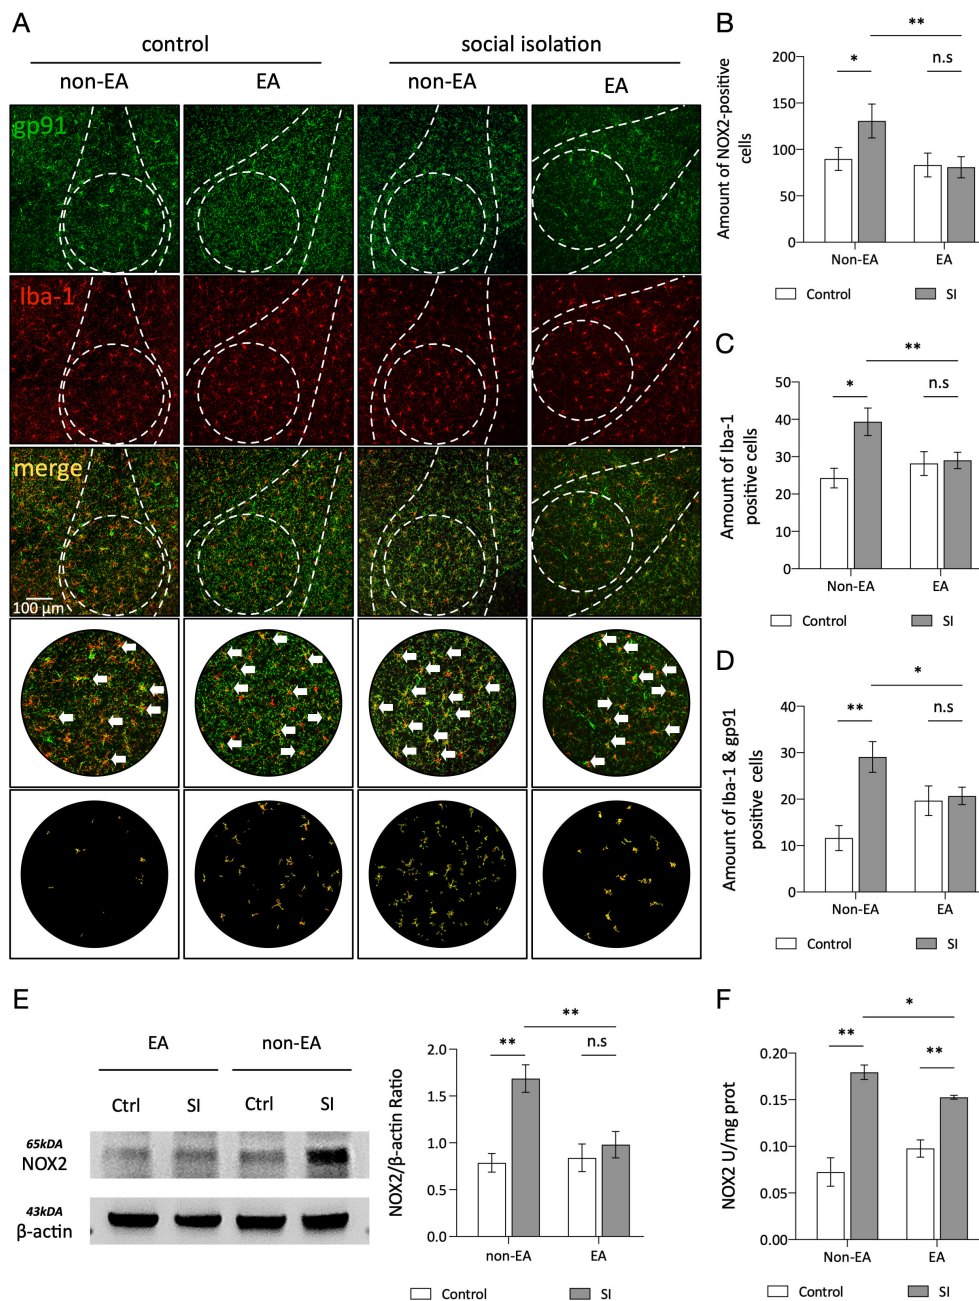 A
control
social isolation
non-EA
EA
non-EA
EA
gp91
Iba-1
merge
100 µm
B
**
*
n.s
Amount of NOX2-positive
cells
200
150
100
50
0
Non-EA
EA
Control
SI
C
**
*
n.s
Amount of Iba-1
positive cells
50
40
30
20
10
0
Non-EA
EA
Control
SI
D
*
**
n.s
Amount of Iba-1 & gp91
positive cells
40
30
20
10
0
Non-EA
EA
Control
SI
E
EA
non-EA
Ctrl
SI
Ctrl
SI
65kDA
NOX2
43kDA
β-actin
**
**
n.s
NOX2/β-actin Ratio
2.0
1.5
1.0
0.5
0.0
non-EA
EA
Control
SI
F
*
**
**
NOX2 U/mg prot
0.20
0.15
0.10
0.05
0.00
Non-EA
EA
Control
SI